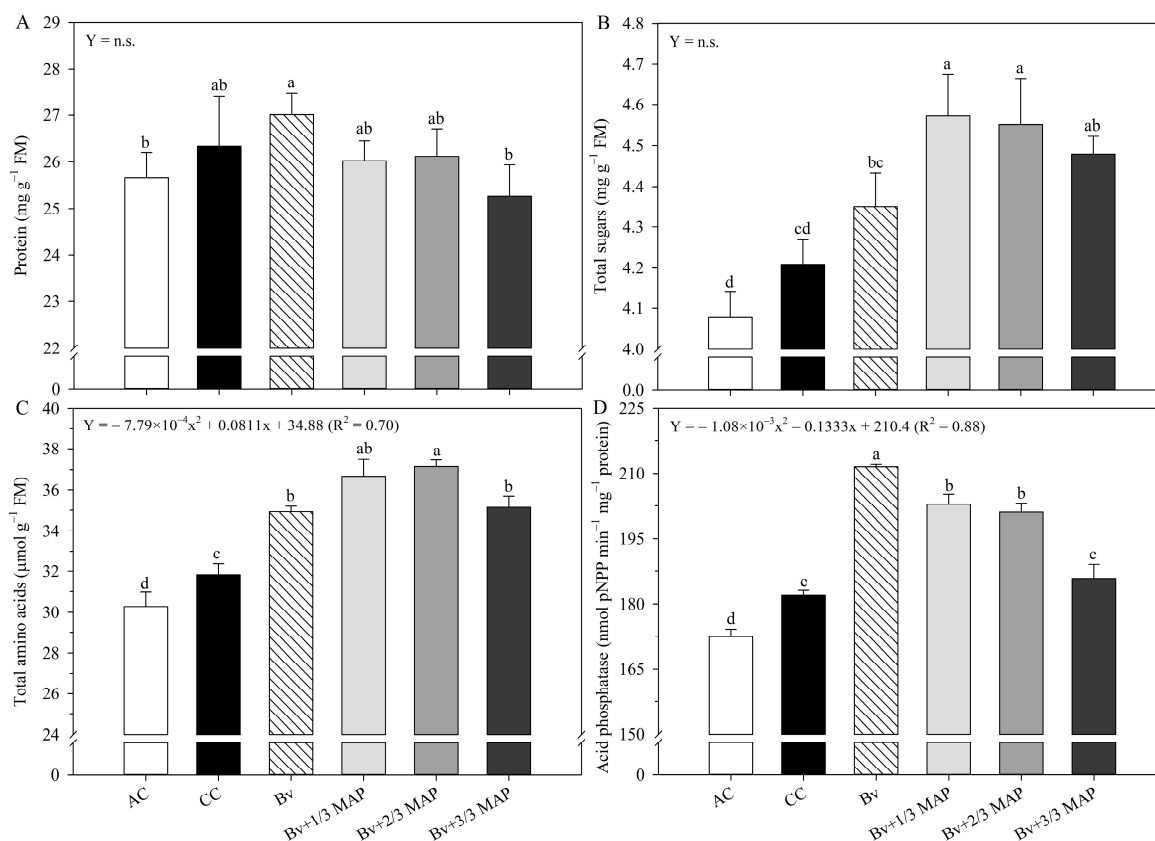 A
29
28
27
26
25
24
23
22
0
Protein (mg g⁻¹ FM)
Y = n.s.
b
ab
a
ab
ab
b
B
4.8
4.7
4.6
4.5
4.4
4.3
4.2
4.1
4.0
0.0
Total sugars (mg g⁻¹ FM)
Y = n.s.
d
cd
bc
a
a
ab
C
40
38
36
34
32
30
28
26
24
0
Total amino acids (µmol g⁻¹ FM)
Y = − 7.79×10⁻⁴x² + 0.0811x + 34.88 (R² = 0.70)
d
c
b
ab
a
b
AC
CC
Bv
Bv+1/3 MAP
Bv+2/3 MAP
Bv+3/3 MAP
D
225
210
195
180
165
150
0
Acid phosphatase (nmol pNPP min⁻¹ mg⁻¹ protein)
Y = − 1.08×10⁻³x² − 0.1333x + 210.4 (R² = 0.88)
d
c
a
b
b
c
AC
CC
Bv
Bv+1/3 MAP
Bv+2/3 MAP
Bv+3/3 MAP